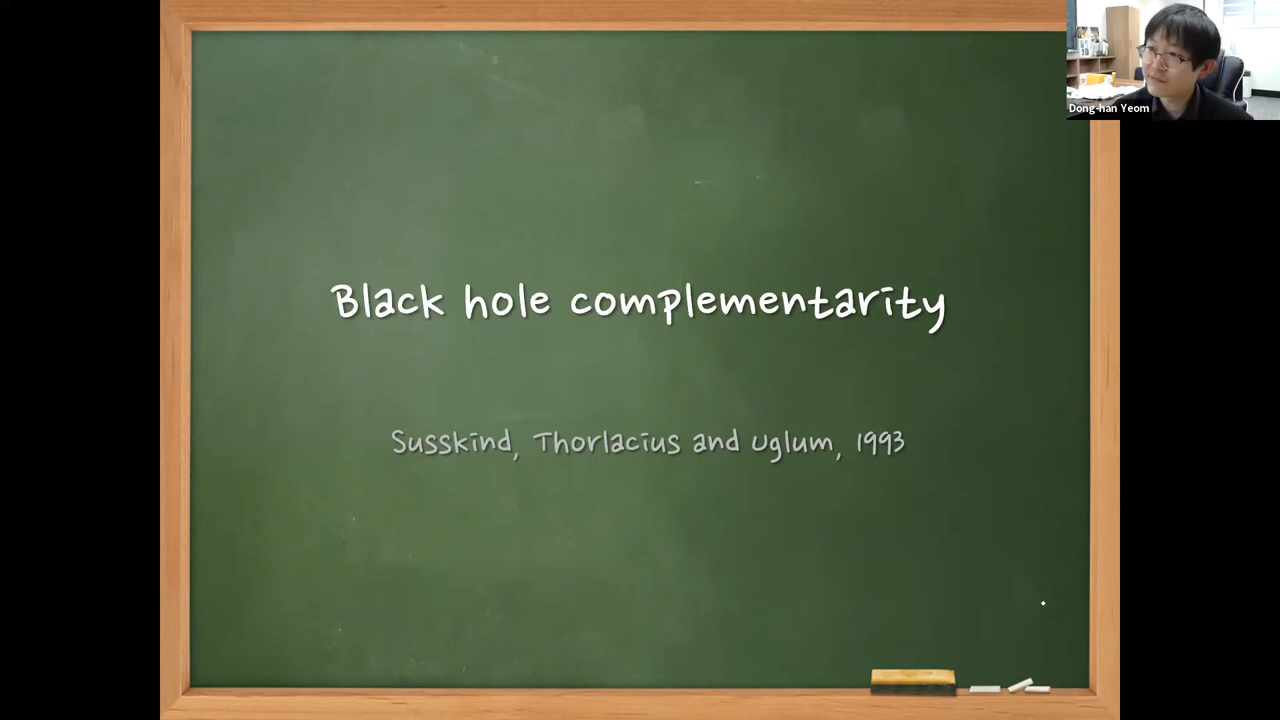 Dong-han Yeom
Black hole complementarity
Susskind, Thorlacius and Uglum, 1993